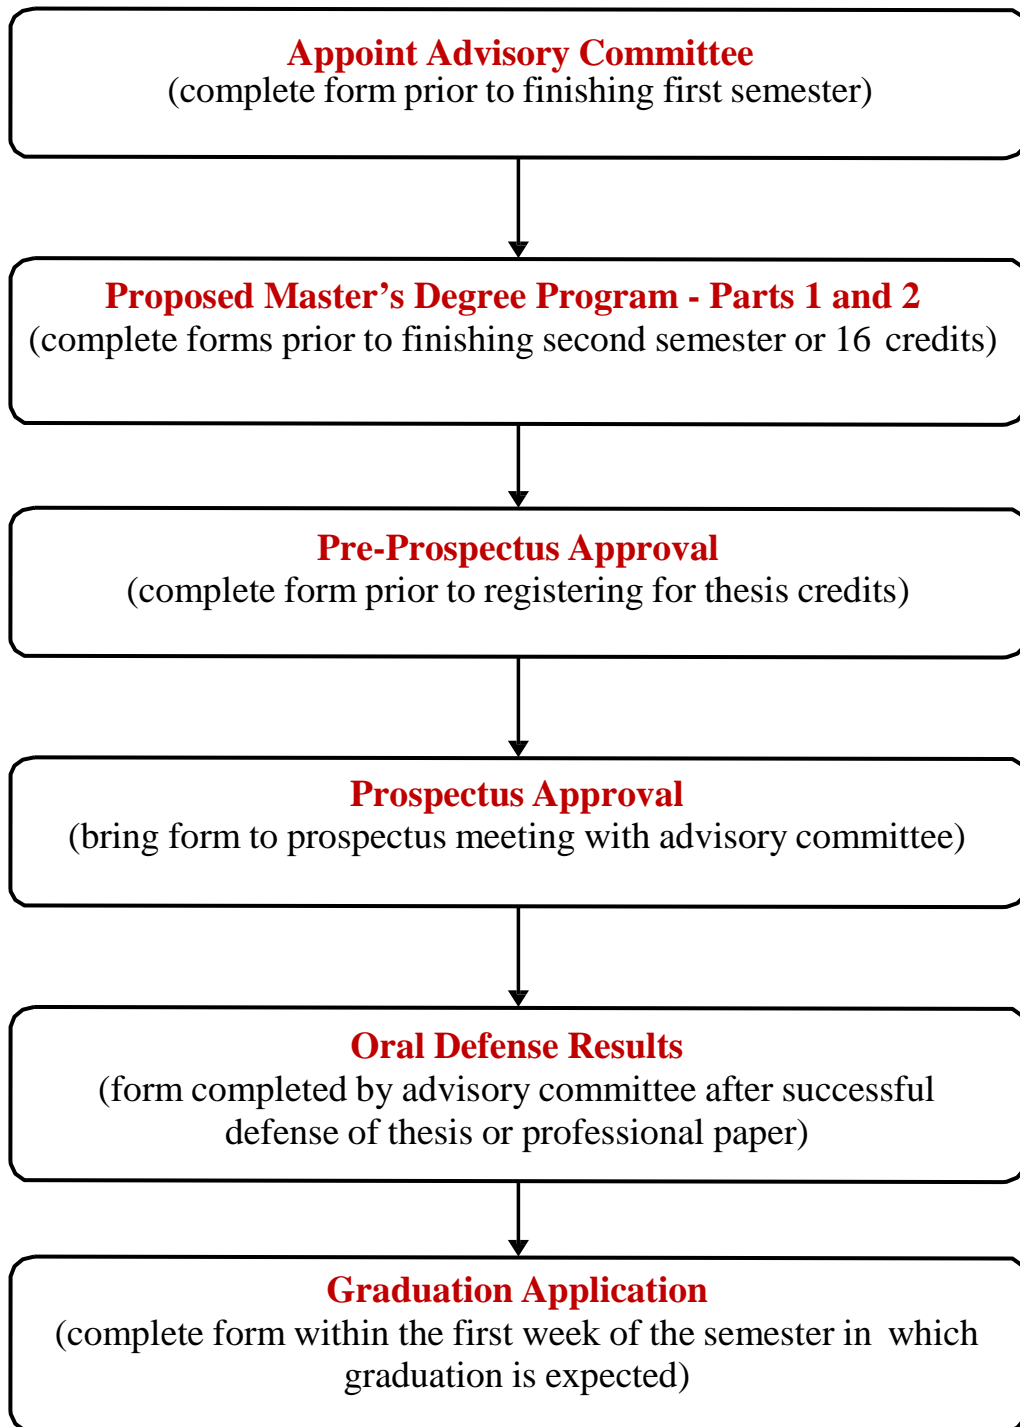 Appoint Advisory Committee
(complete form prior to finishing first semester)
Proposed Master’s Degree Program - Parts 1 and 2
(complete forms prior to finishing second semester or 16 credits)
Pre-Prospectus Approval
(complete form prior to registering for thesis credits)
Prospectus Approval
(bring form to prospectus meeting with advisory committee)
Oral Defense Results
(form completed by advisory committee after successful
defense of thesis or professional paper)
Graduation Application
(complete form within the first week of the semester in which
graduation is expected)